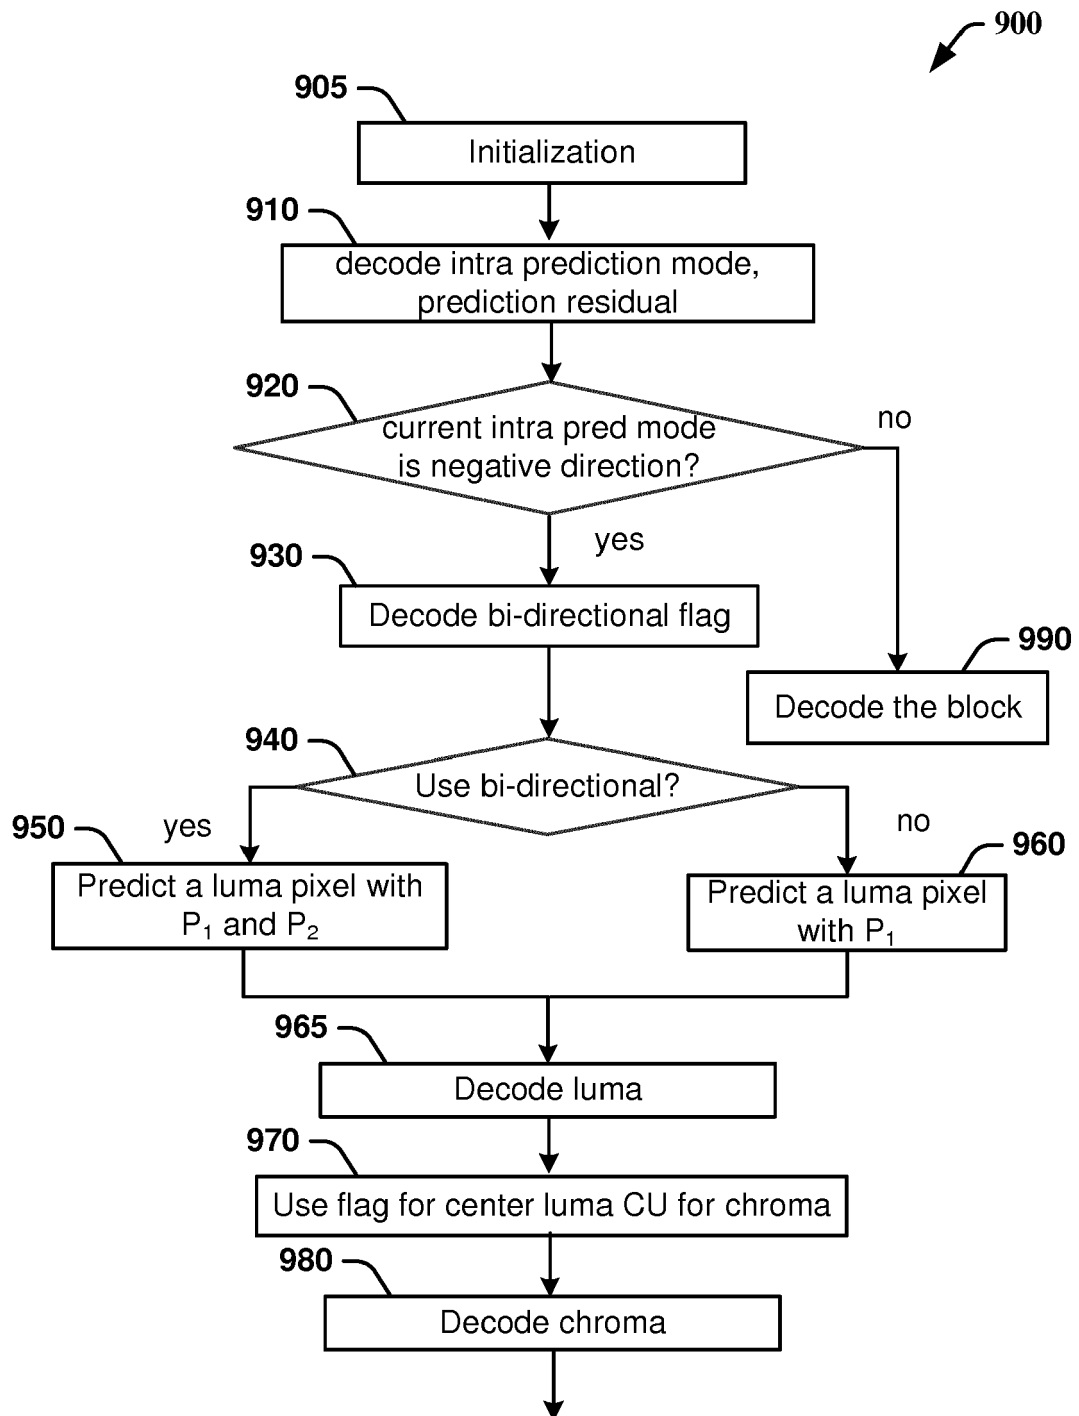 900
905
Initialization
910
decode intra prediction mode,
prediction residual
920
current intra pred mode
is negative direction?
no
yes
930
Decode bi-directional flag
990
Decode the block
940
Use bi-directional?
yes
no
950
Predict a luma pixel with
P₁ and P₂
960
Predict a luma pixel
with P₁
965
Decode luma
970
Use flag for center luma CU for chroma
980
Decode chroma